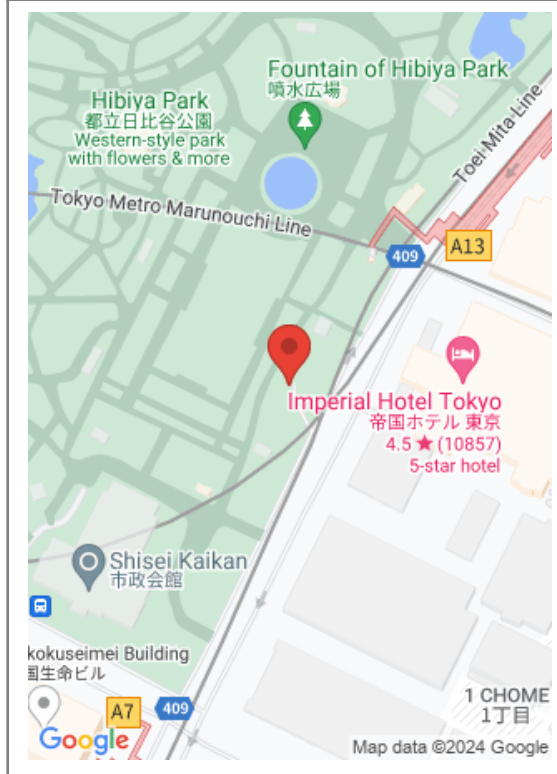 Fountain of Hibiya Park
噴水広場
Hibiya Park
都立日比谷公園
Western-style park
with flowers & more
Toei Mita Line
Tokyo Metro Marunouchi Line
A13
409
Imperial Hotel Tokyo
帝国ホテル 東京
4.5 ★ (10857)
5-star hotel
Shisei Kaikan
市政会館
kokuseimei Building
国生命ビル
1 CHOME
1丁目
A7
409
Google
Map data ©2024 Google